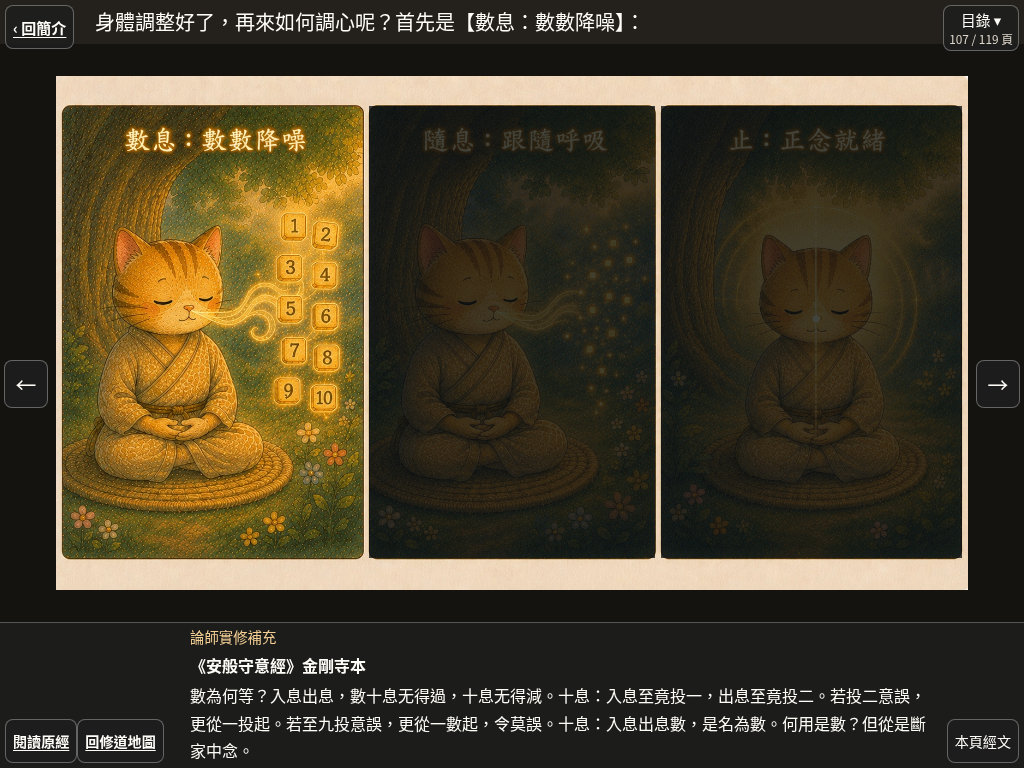 ‹ 回簡介
身體調整好了，再來如何調心呢？首先是【數息：數數降噪】：
目錄 ▾
107 / 119 頁
數息：數數降噪
1
2
3
4
5
6
7
8
9
10
隨息：跟隨呼吸
止：正念就緒
←
→
論師實修補充
《安般守意經》金剛寺本
數為何等？入息出息，數十息无得過，十息无得減。十息：入息至竟投一，出息至竟投二。若投二意誤，
更從一投起。若至九投意誤，更從一數起，令莫誤。十息：入息出息數，是名為數。何用是數？但從是斷
家中念。
閱讀原經
回修道地圖
本頁經文